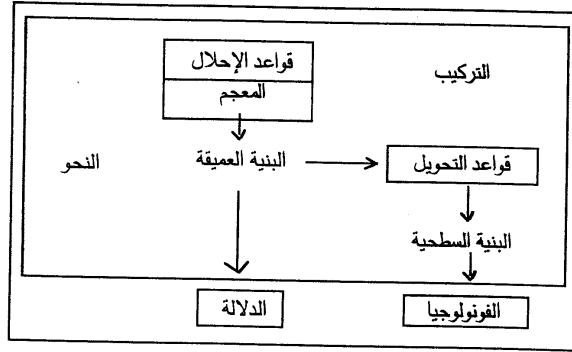 قواعد الإحلال
التركيب
المعجم
النحو
البنية العميقة
قواعد التحويل
البنية السطحية
الدلالة
الفونولوجيا